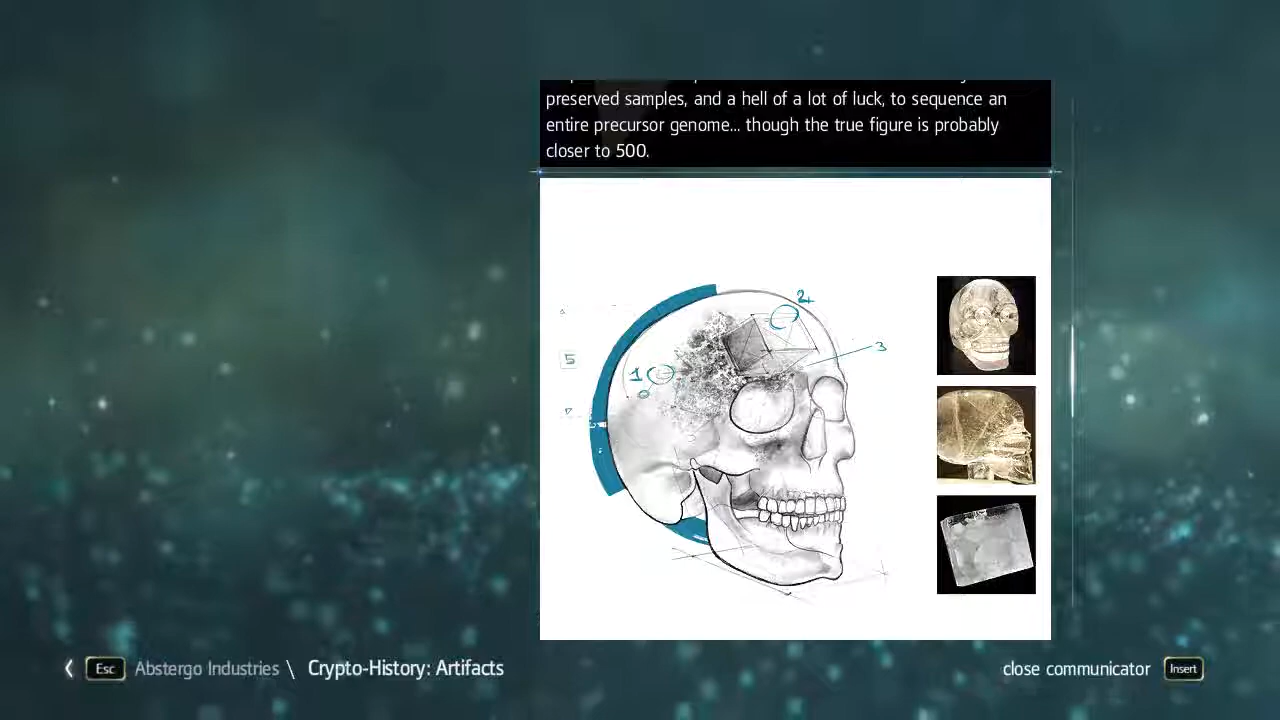 preserved samples, and a hell of a lot of luck, to sequence an
entire precursor genome... though the true figure is probably
closer to 500.
2
3
5
1
Esc Abstergo Industries \ Crypto-History: Artifacts
close communicator Insert